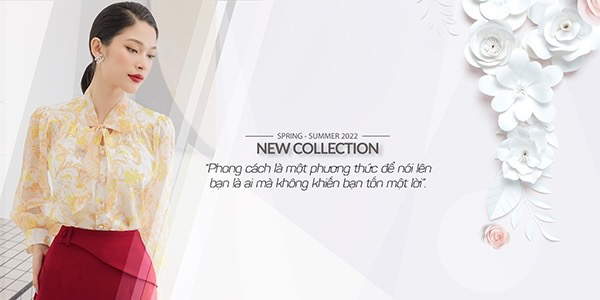 SPRING - SUMMER 2022
NEW COLLECTION
“Phong cách là một phương thức để nói lên
bạn là ai mà không khiến bạn tốn một lời”.